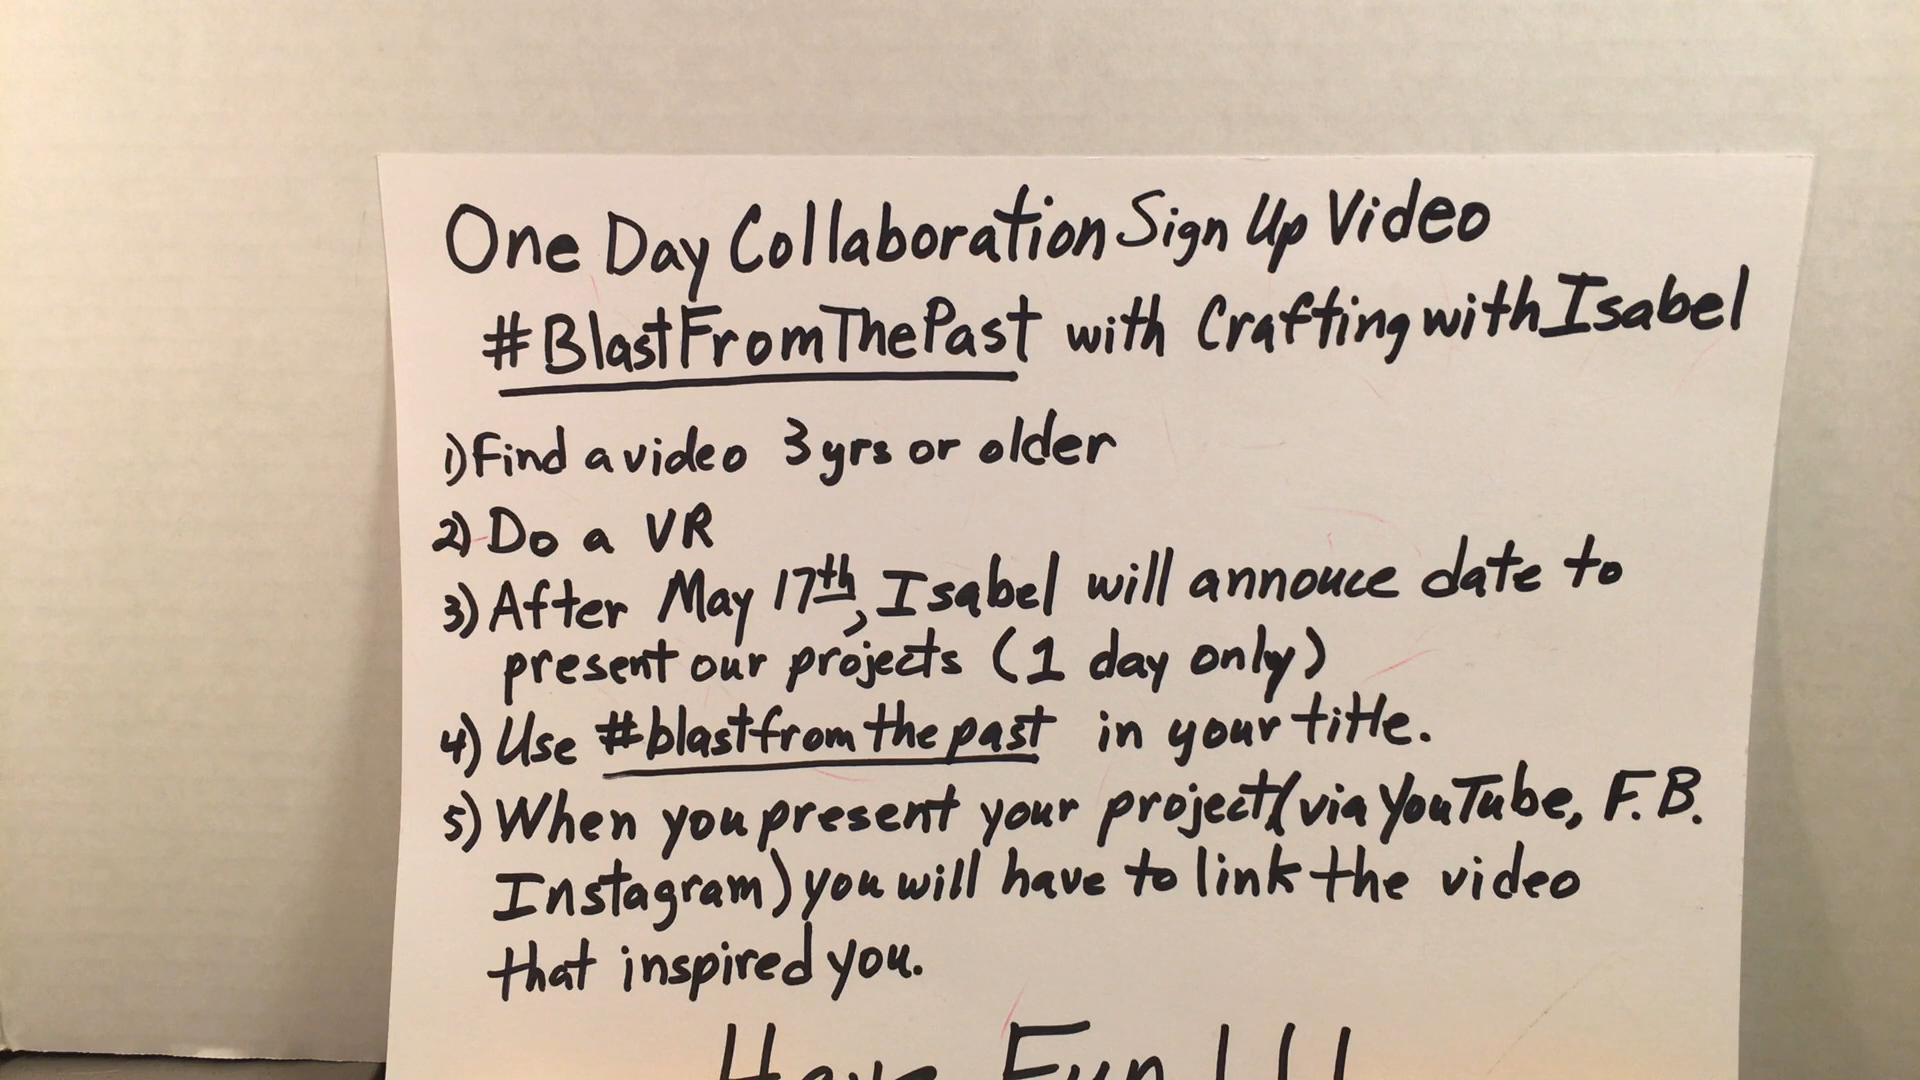 One Day Collaboration Sign Up Video
#BlastFromThePast with Crafting with Isabel
1) Find a video 3 yrs or older
2) Do a VR
3) After May 17th, Isabel will annouce date to
present our projects (1 day only)
4) Use #blastfromthepast in your title.
5) When you present your project (via YouTube, F.B.
Instagram) you will have to link the video
that inspired you.
Have Fun!!!